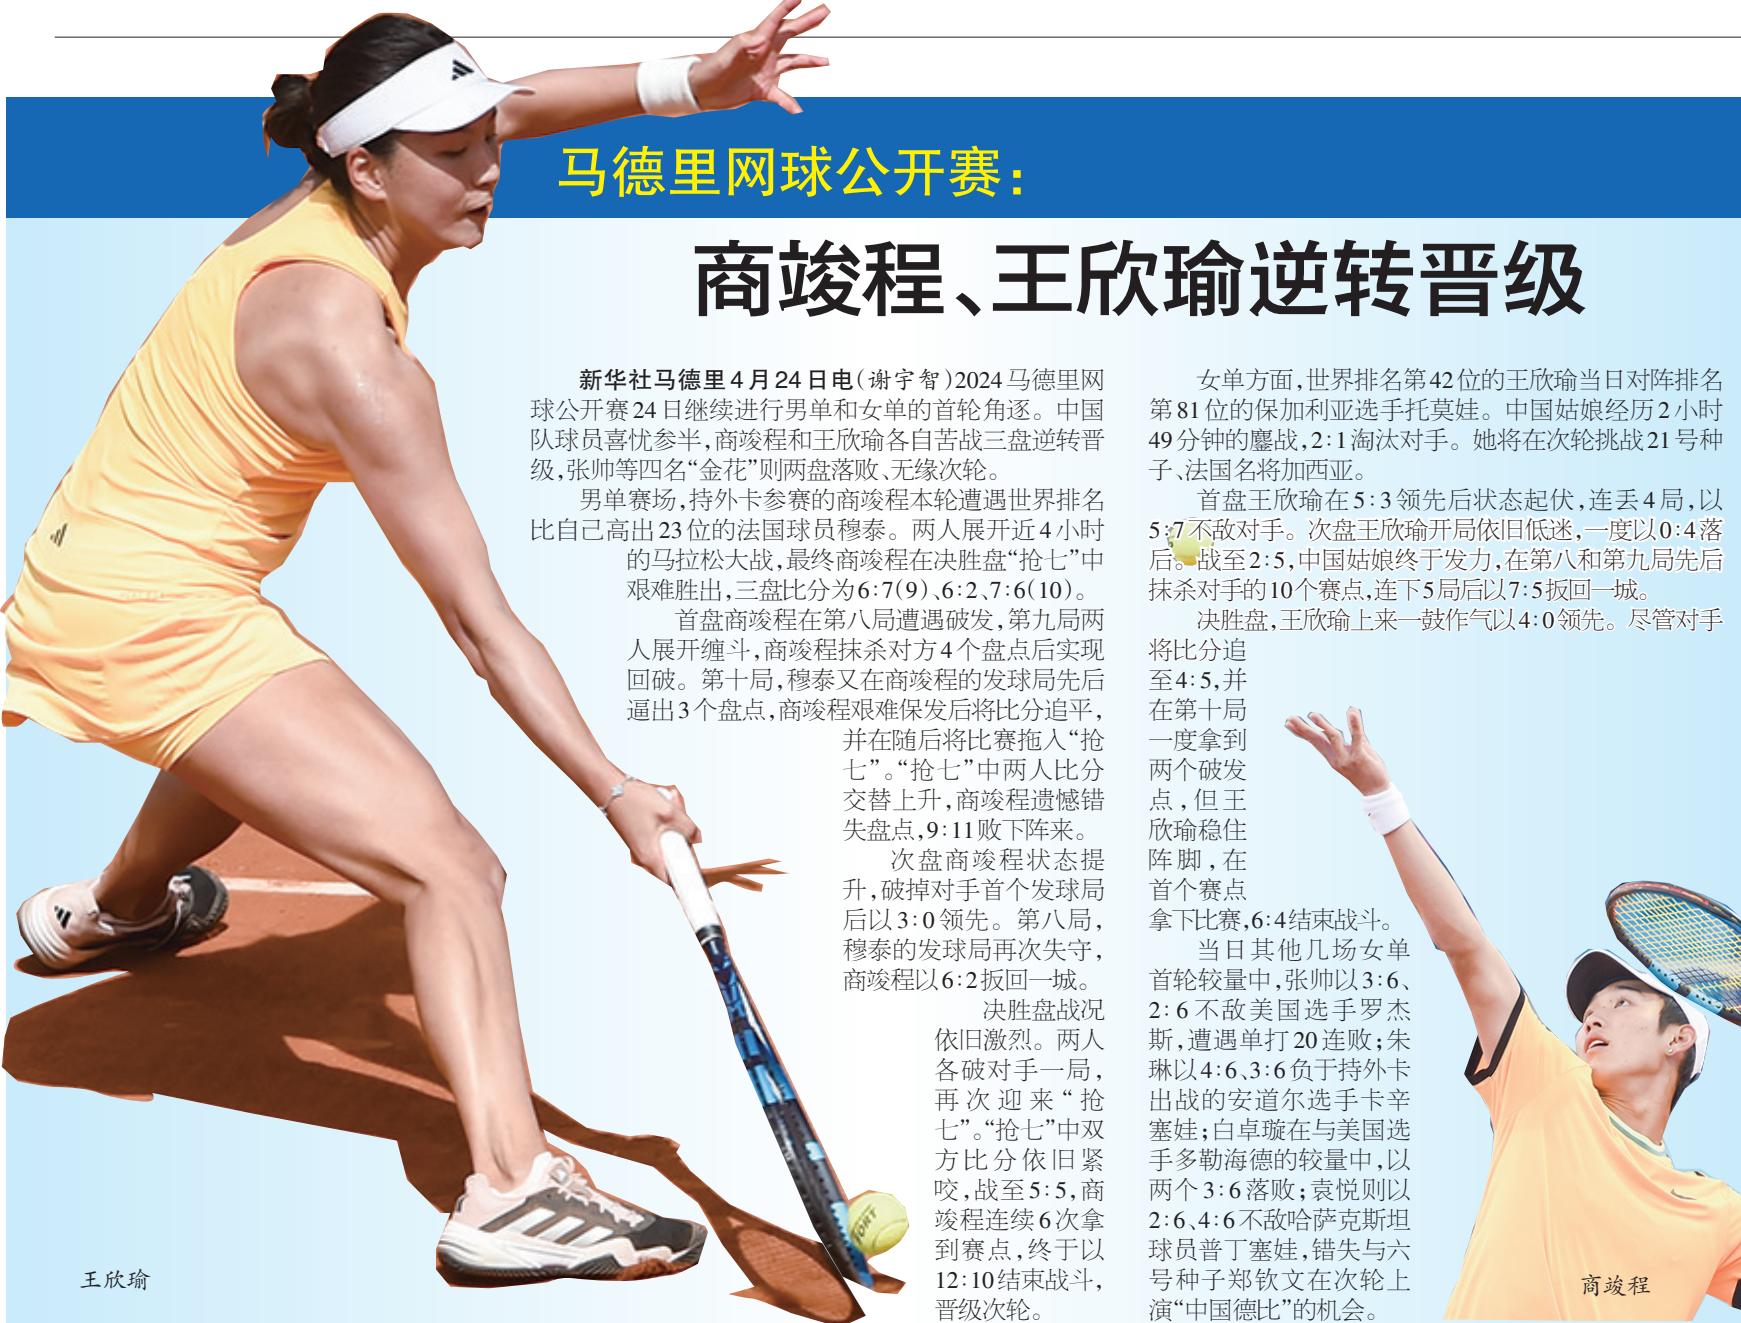 马德里网球公开赛：
商竣程、王欣瑜逆转晋级
新华社马德里4月24日电(谢宇智)2024马德里网
球公开赛24日继续进行男单和女单的首轮角逐。中国
队球员喜忧参半,商竣程和王欣瑜各自苦战三盘逆转晋
级,张帅等四名“金花”则两盘落败、无缘次轮。
男单赛场,持外卡参赛的商竣程本轮遭遇世界排名
比自己高出23位的法国球员穆泰。两人展开近4小时
的马拉松大战,最终商竣程在决胜盘“抢七”中
艰难胜出,三盘比分为6:7(9)、6:2、7:6(10)。
首盘商竣程在第八局遭遇破发,第九局两
人展开缠斗,商竣程抹杀对方4个盘点后实现
回破。第十局,穆泰又在商竣程的发球局先后
逼出3个盘点,商竣程艰难保发后将比分追平,
并在随后将比赛拖入“抢
七”。“抢七”中两人比分
交替上升,商竣程遗憾错
失盘点,9:11败下阵来。
次盘商竣程状态提
升,破掉对手首个发球局
后以3:0领先。第八局,
穆泰的发球局再次失守,
商竣程以6:2扳回一城。
决胜盘战况
依旧激烈。两人
各破对手一局,
再次迎来“抢
七”。“抢七”中双
方比分依旧紧
咬,战至5:5,商
竣程连续6次拿
到赛点,终于以
12:10结束战斗,
晋级次轮。
女单方面,世界排名第42位的王欣瑜当日对阵排名
第81位的保加利亚选手托莫娃。中国姑娘经历2小时
49分钟的鏖战,2:1淘汰对手。她将在次轮挑战21号种
子、法国名将加西亚。
首盘王欣瑜在5:3领先后状态起伏,连丢4局,以
5:7不敌对手。次盘王欣瑜开局依旧低迷,一度以0:4落
后。战至2:5,中国姑娘终于发力,在第八和第九局先后
抹杀对手的10个赛点,连下5局后以7:5扳回一城。
决胜盘,王欣瑜上来一鼓作气以4:0领先。尽管对手
将比分追
至4:5,并
在第十局
一度拿到
两个破发
点,但王
欣瑜稳住
阵脚,在
首个赛点
拿下比赛,6:4结束战斗。
当日其他几场女单
首轮较量中,张帅以3:6、
2:6不敌美国选手罗杰
斯,遭遇单打20连败;朱
琳以4:6、3:6负于持外卡
出战的安道尔选手卡辛
塞娃;白卓璇在与美国选
手多勒海德的较量中,以
两个3:6落败;袁悦则以
2:6、4:6不敌哈萨克斯坦
球员普丁塞娃,错失与六
号种子郑钦文在次轮上
演“中国德比”的机会。
王欣瑜
商竣程